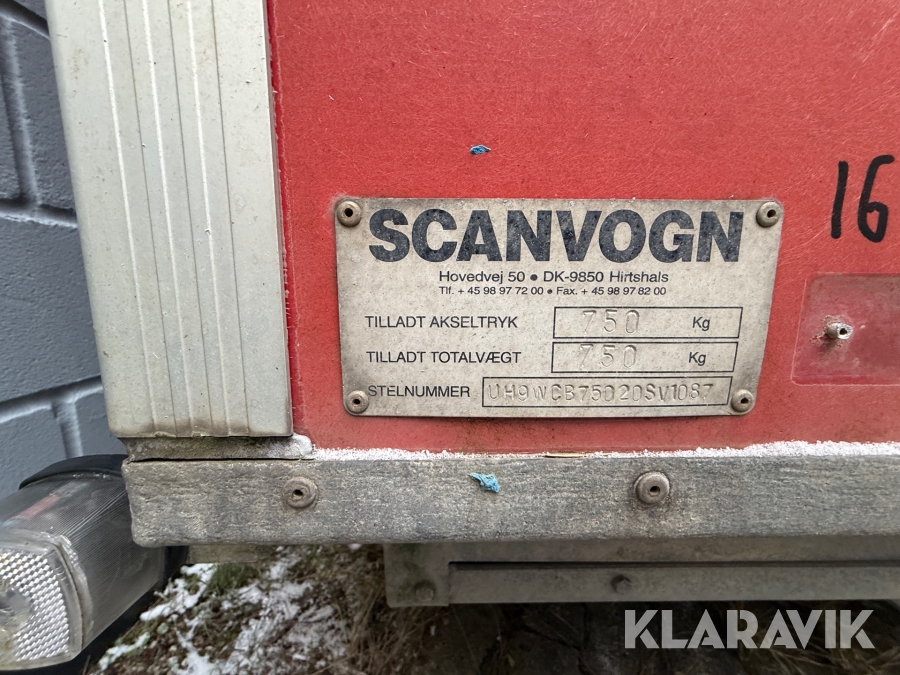 SCANVOGN
Hovedvej 50 • DK-9850 Hirtshals
Tlf. + 45 98 97 72 00 • Fax. + 45 98 97 82 00
TILLADT AKSELTRYK 750 Kg
TILLADT TOTALVÆGT 750 Kg
STELNUMMER UH9WCB75020SV1087
16
KLARAVIK